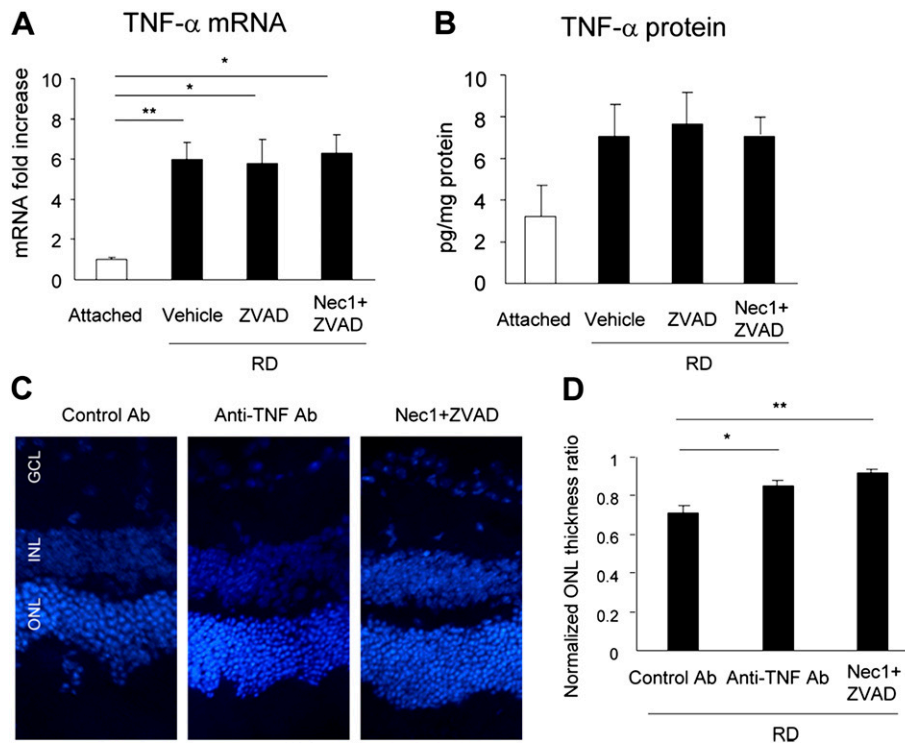 A
TNF-α mRNA
mRNA fold increase
10
8
6
4
2
0
*
*
**
Attached
Vehicle
ZVAD
Nec1+
ZVAD
RD
B
TNF-α protein
pg/mg protein
10
8
6
4
2
0
Attached
Vehicle
ZVAD
Nec1+
ZVAD
RD
C
Control Ab
Anti-TNF Ab
Nec1+ZVAD
GCL
INL
ONL
D
Normalized ONL thickness ratio
1
0.8
0.6
0.4
0.2
0
**
*
Control Ab
Anti-TNF Ab
Nec1+
ZVAD
RD